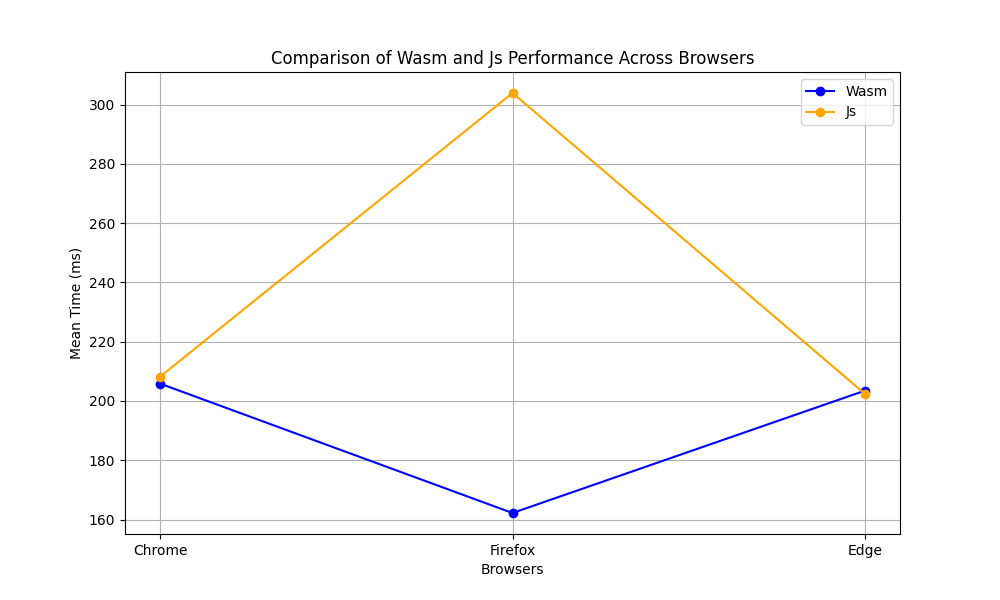 Comparison of Wasm and Js Performance Across Browsers
Wasm
Js
300
280
260
240
220
200
180
160
Mean Time (ms)
Chrome
Firefox
Edge
Browsers